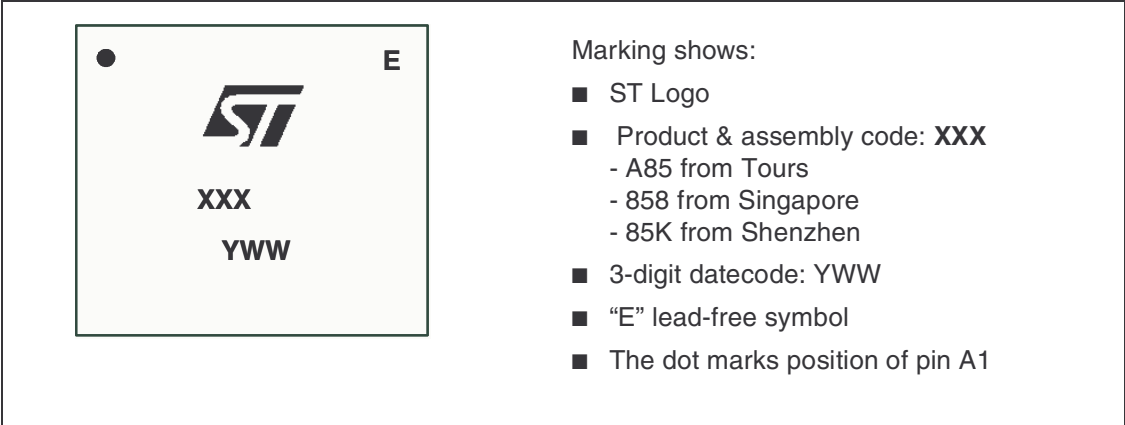 E
ST
XXX
YWW
Marking shows:
■ ST Logo
■ Product & assembly code: XXX
- A85 from Tours
- 858 from Singapore
- 85K from Shenzhen
■ 3-digit datecode: YWW
■ “E” lead-free symbol
■ The dot marks position of pin A1